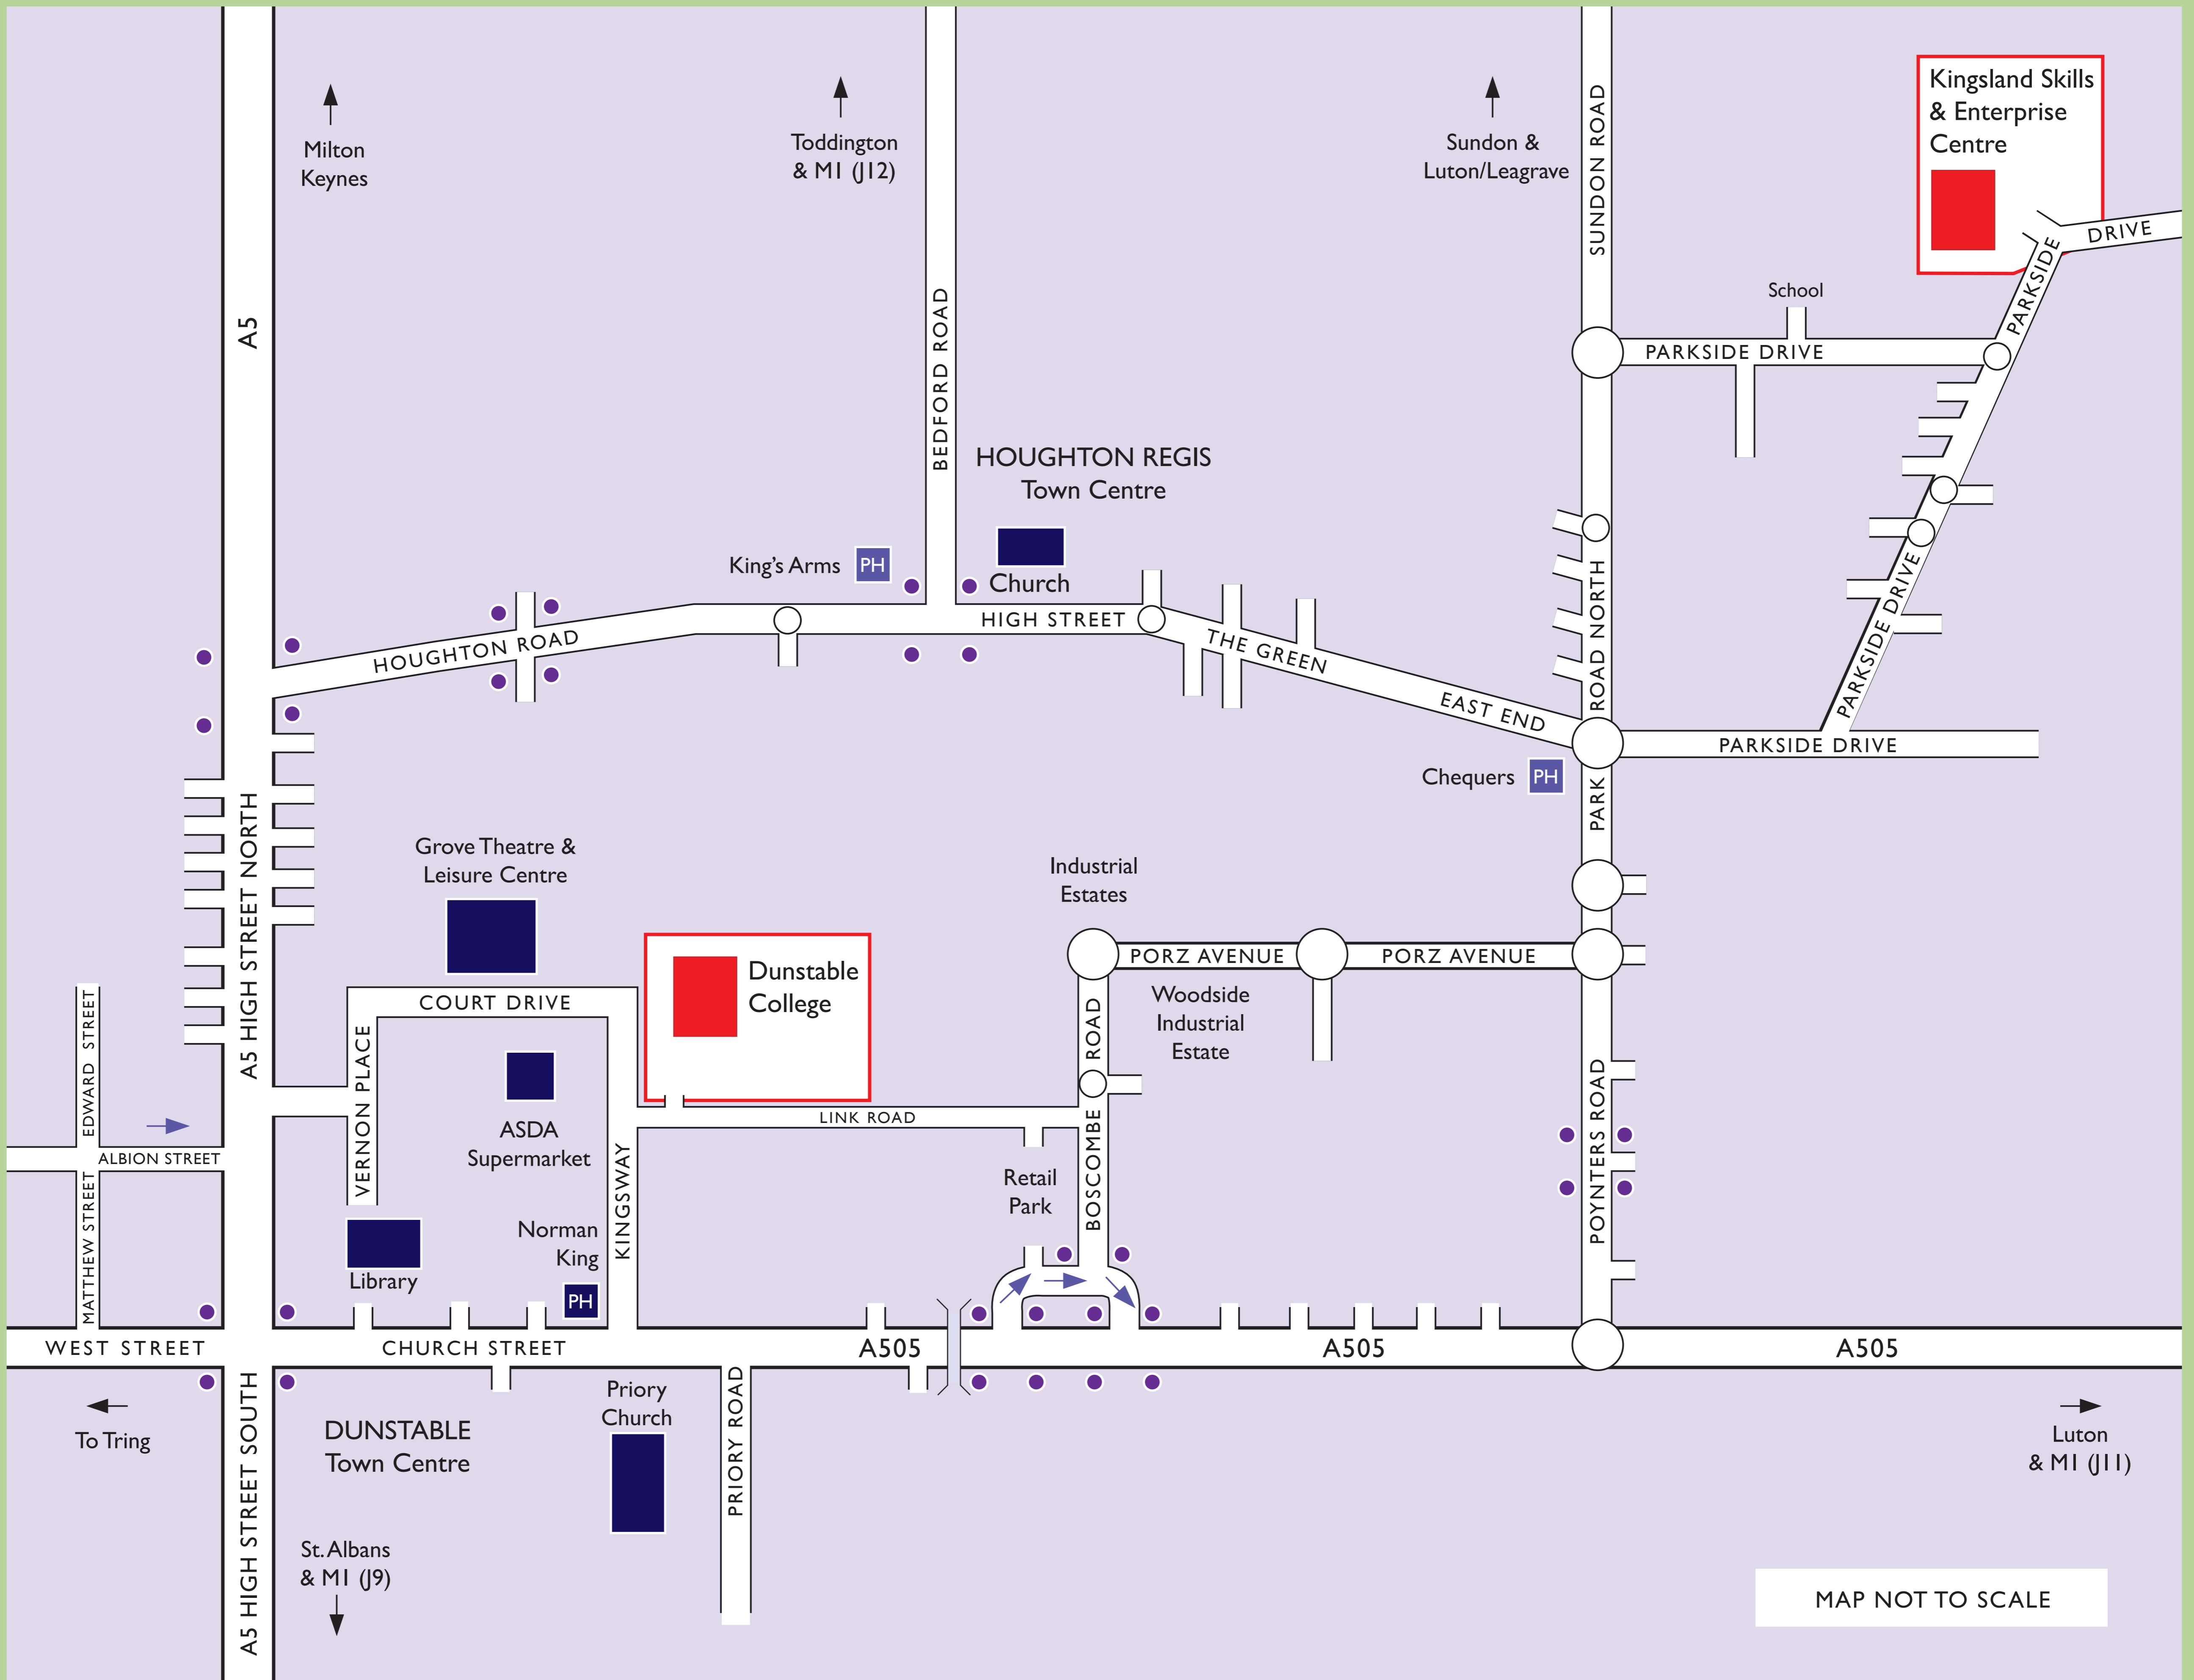 Kingsland Skills
& Enterprise
Centre
Milton
Keynes
Toddington
& M1 (J12)
Sundon &
Luton/Leagrave
SUNDON ROAD
PARKSIDE
DRIVE
A5
BEDFORD ROAD
School
PARKSIDE DRIVE
HOUGHTON REGIS
Town Centre
King's Arms
PH
Church
HOUGHTON ROAD
HIGH STREET
THE GREEN
EAST END
PARK ROAD NORTH
PARKSIDE DRIVE
PARKSIDE DRIVE
Chequers
PH
A5 HIGH STREET NORTH
Grove Theatre &
Leisure Centre
Industrial
Estates
COURT DRIVE
Dunstable
College
PORZ AVENUE
PORZ AVENUE
Woodside
Industrial
Estate
EDWARD STREET
VERNON PLACE
ASDA
Supermarket
LINK ROAD
BOSCOMBE ROAD
POYNTERS ROAD
ALBION STREET
MATTHEW STREET
KINGSWAY
Retail
Park
Norman
King
PH
Library
WEST STREET
CHURCH STREET
A505
A505
A505
To Tring
DUNSTABLE
Town Centre
Priory
Church
PRIORY ROAD
Luton
& M1 (J11)
A5 HIGH STREET SOUTH
St. Albans
& M1 (J9)
MAP NOT TO SCALE